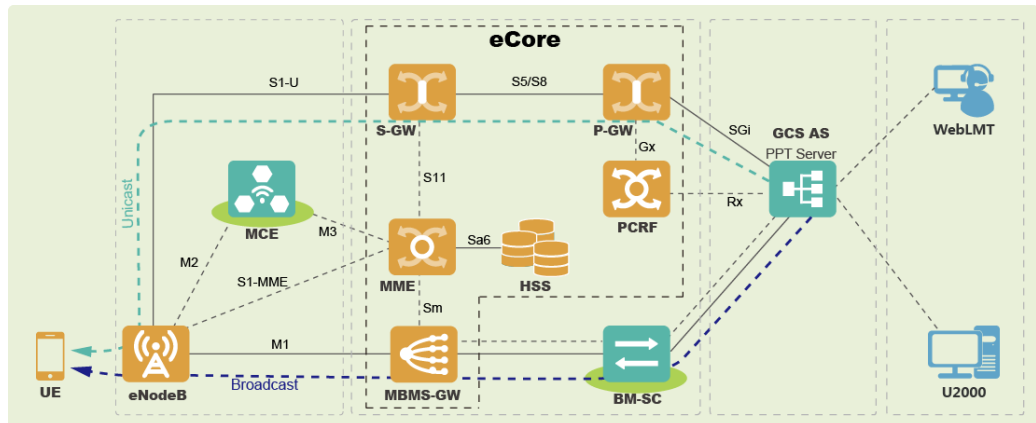 eCore
S1-U
S5/S8
S-GW
P-GW
SGi
GCS AS
PPT Server
WebLMT
Gx
Unicast
S11
MCE
M3
PCRF
Rx
M2
S1-MME
Sa6
MME
HSS
Sm
M1
UE
eNodeB
Broadcast
MBMS-GW
BM-SC
U2000